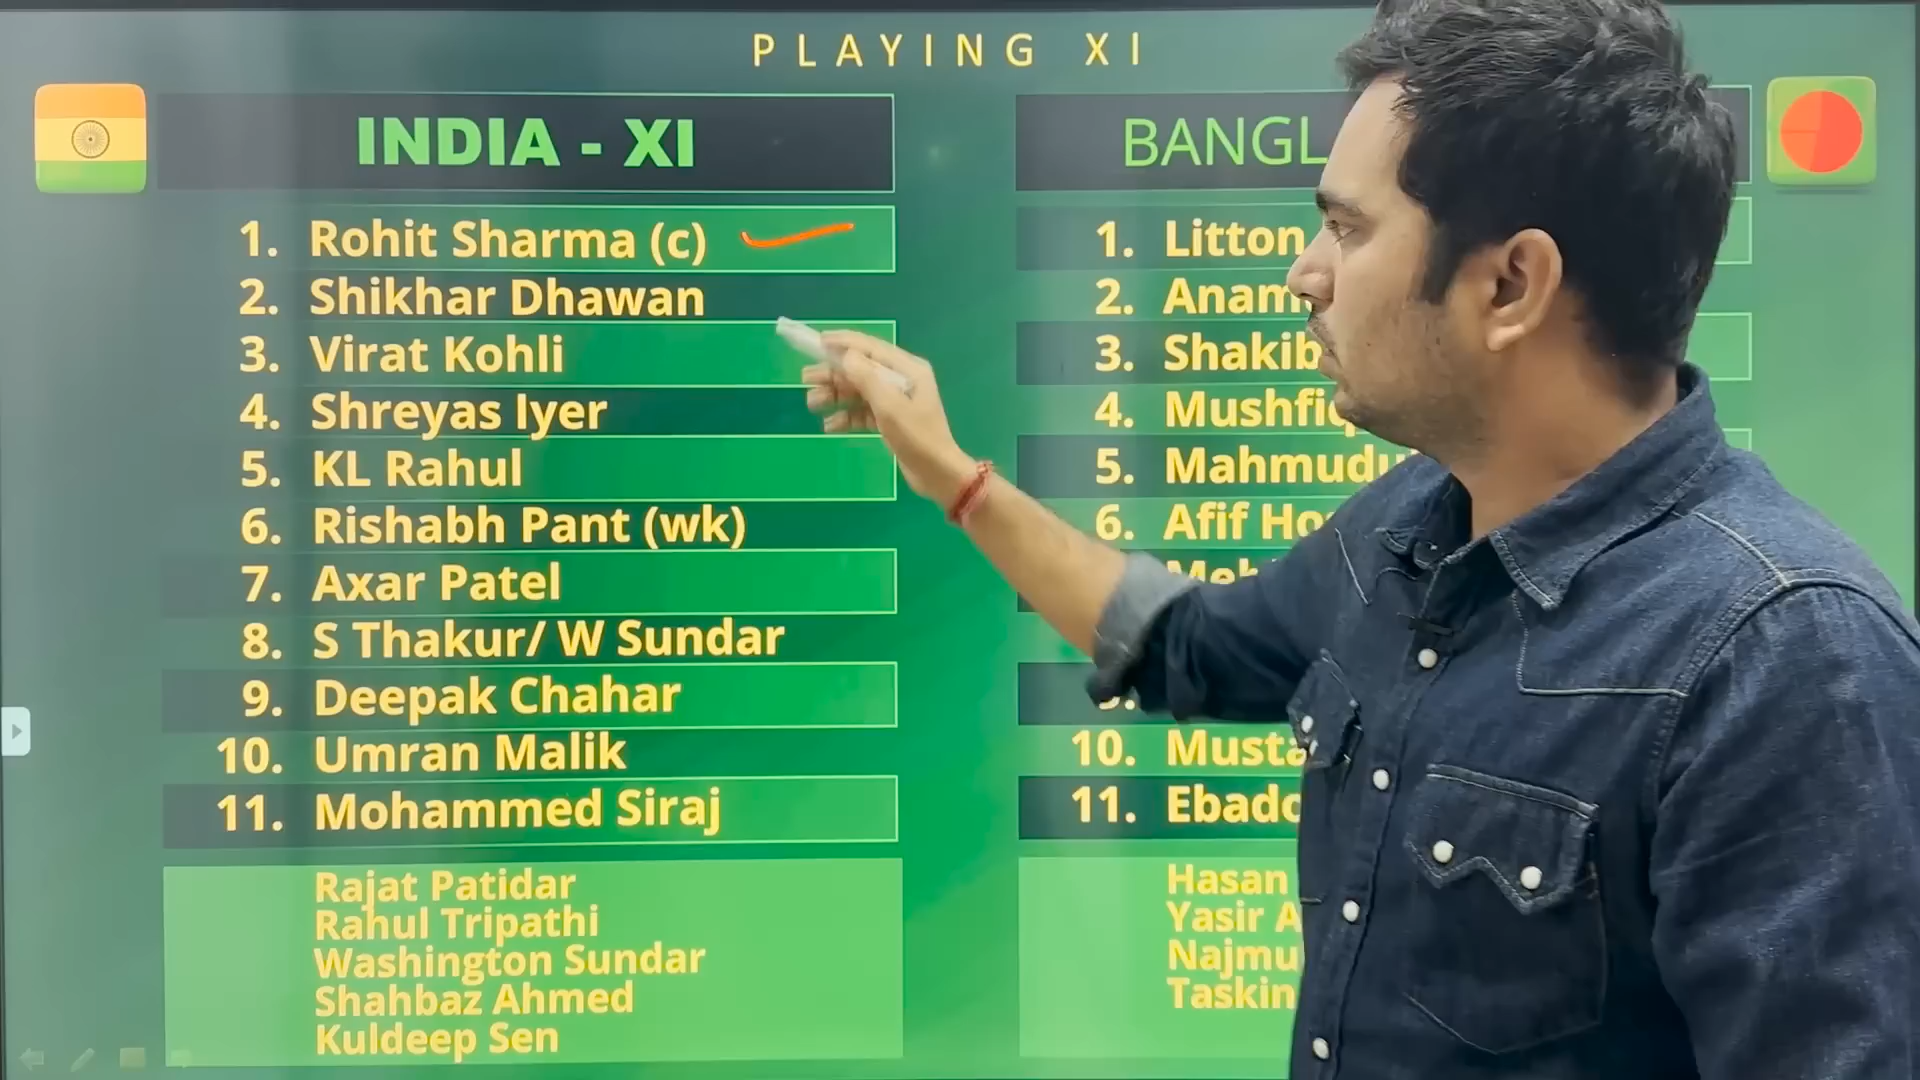 PLAYING XI
INDIA - XI
1. Rohit Sharma (c)
2. Shikhar Dhawan
3. Virat Kohli
4. Shreyas Iyer
5. KL Rahul
6. Rishabh Pant (wk)
7. Axar Patel
8. S Thakur/ W Sundar
9. Deepak Chahar
10. Umran Malik
11. Mohammed Siraj
Rajat Patidar
Rahul Tripathi
Washington Sundar
Shahbaz Ahmed
Kuldeep Sen
BANGL
1. Litton
2. Anam
3. Shakib
4. Mushfiq
5. Mahmudu
6. Afif Ho
Meh
9.
10. Musta
11. Ebado
Hasan
Yasir A
Najmu
Taskin